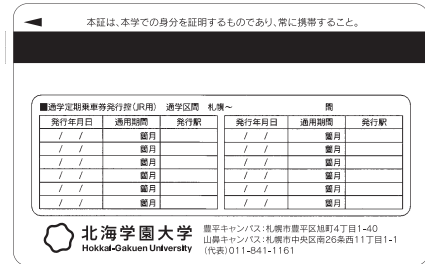 本証は、本学での身分を証明するものであり、常に携帯すること。
■通学定期乗車券発行控(JR用) 通学区間 札幌～ 間
発行年月日 通用期間 発行駅 発行年月日 通用期間 発行駅
/ / 箇月 / / 箇月
/ / 箇月 / / 箇月
/ / 箇月 / / 箇月
/ / 箇月 / / 箇月
/ / 箇月 / / 箇月
/ / 箇月 / / 箇月
北海学園大学
Hokkai-Gakuen University
豊平キャンパス:札幌市豊平区旭町4丁目1-40
山鼻キャンパス:札幌市中央区南26条西11丁目1-1
(代表)011-841-1161